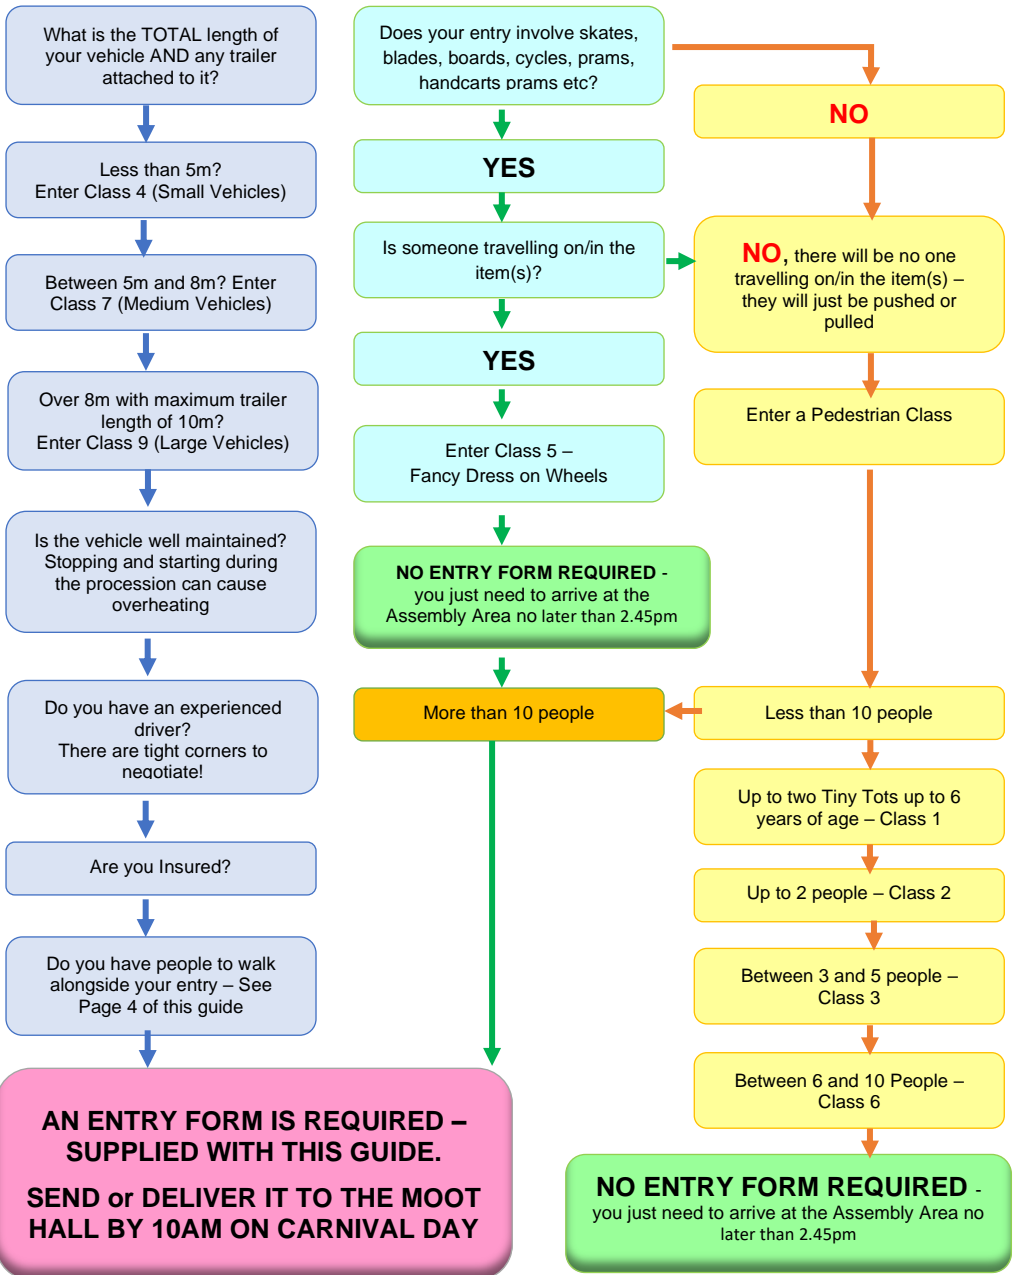 What is the TOTAL length of
your vehicle AND any trailer
attached to it?
Less than 5m?
Enter Class 4 (Small Vehicles)
Between 5m and 8m? Enter
Class 7 (Medium Vehicles)
Over 8m with maximum trailer
length of 10m?
Enter Class 9 (Large Vehicles)
Is the vehicle well maintained?
Stopping and starting during
the procession can cause
overheating
Do you have an experienced
driver?
There are tight corners to
negotiate!
Are you Insured?
Do you have people to walk
alongside your entry – See
Page 4 of this guide
AN ENTRY FORM IS REQUIRED –
SUPPLIED WITH THIS GUIDE.
SEND or DELIVER IT TO THE MOOT
HALL BY 10AM ON CARNIVAL DAY
Does your entry involve skates,
blades, boards, cycles, prams,
handcarts prams etc?
YES
Is someone travelling on/in the
item(s)?
YES
Enter Class 5 –
Fancy Dress on Wheels
NO ENTRY FORM REQUIRED -
you just need to arrive at the
Assembly Area no later than 2.45pm
More than 10 people
NO
NO, there will be no one
travelling on/in the item(s) –
they will just be pushed or
pulled
Enter a Pedestrian Class
Less than 10 people
Up to two Tiny Tots up to 6
years of age – Class 1
Up to 2 people – Class 2
Between 3 and 5 people –
Class 3
Between 6 and 10 People –
Class 6
NO ENTRY FORM REQUIRED -
you just need to arrive at the Assembly Area no
later than 2.45pm